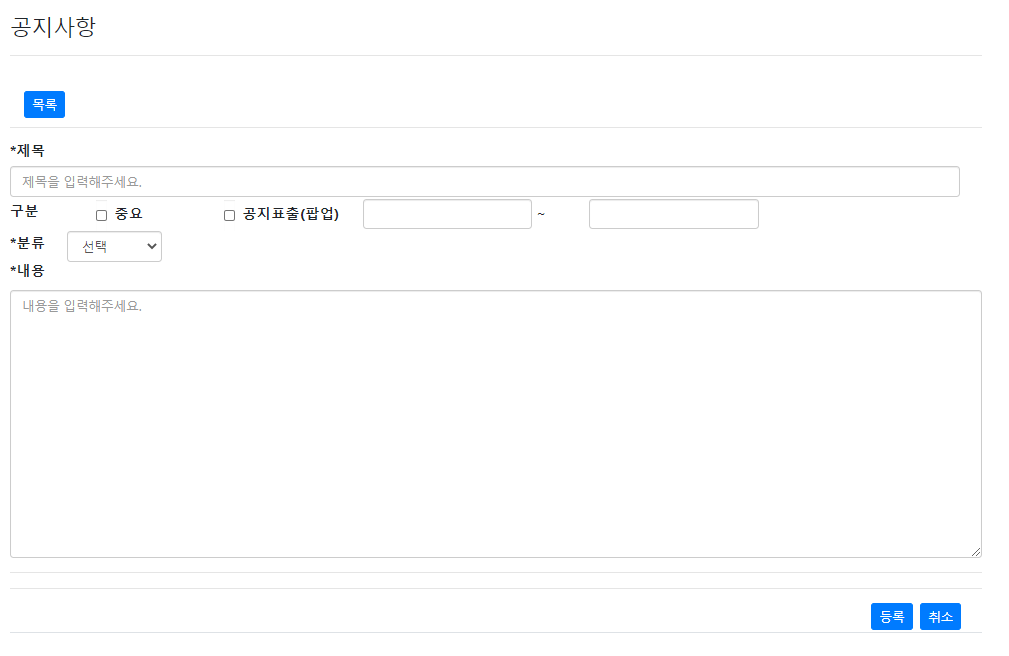 공지사항
목록
*제목
제목을 입력해주세요.
구분 중요 공지표출(팝업) ~
*분류 선택
*내용
내용을 입력해주세요.
등록 취소